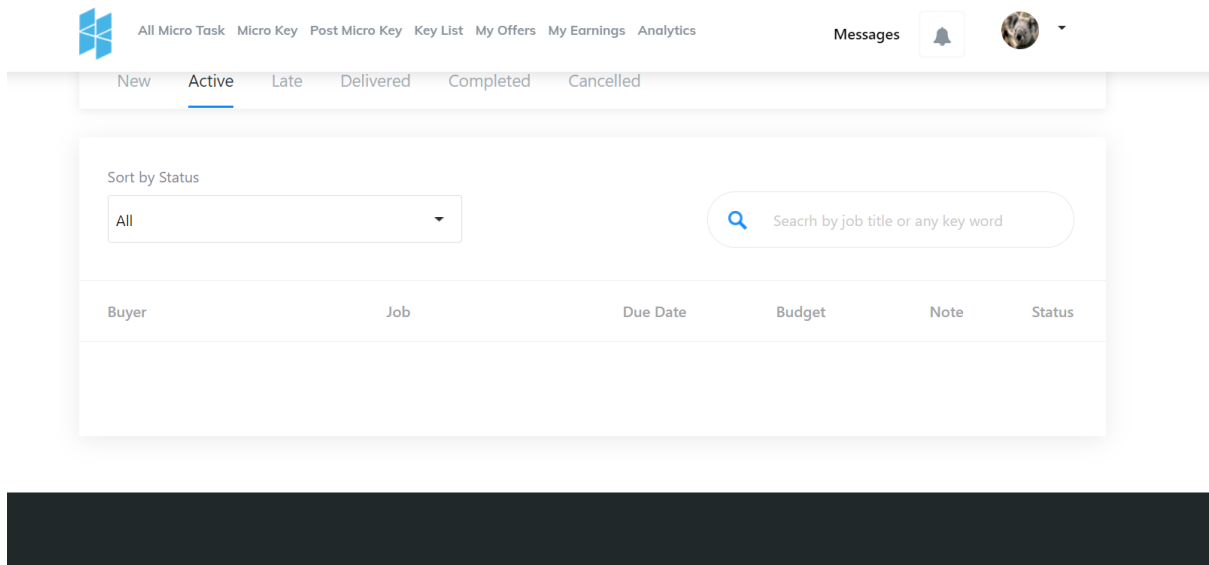 All Micro Task Micro Key Post Micro Key Key List My Offers My Earnings Analytics Messages
New Active Late Delivered Completed Cancelled
Sort by Status
All Seacrh by job title or any key word
Buyer Job Due Date Budget Note Status